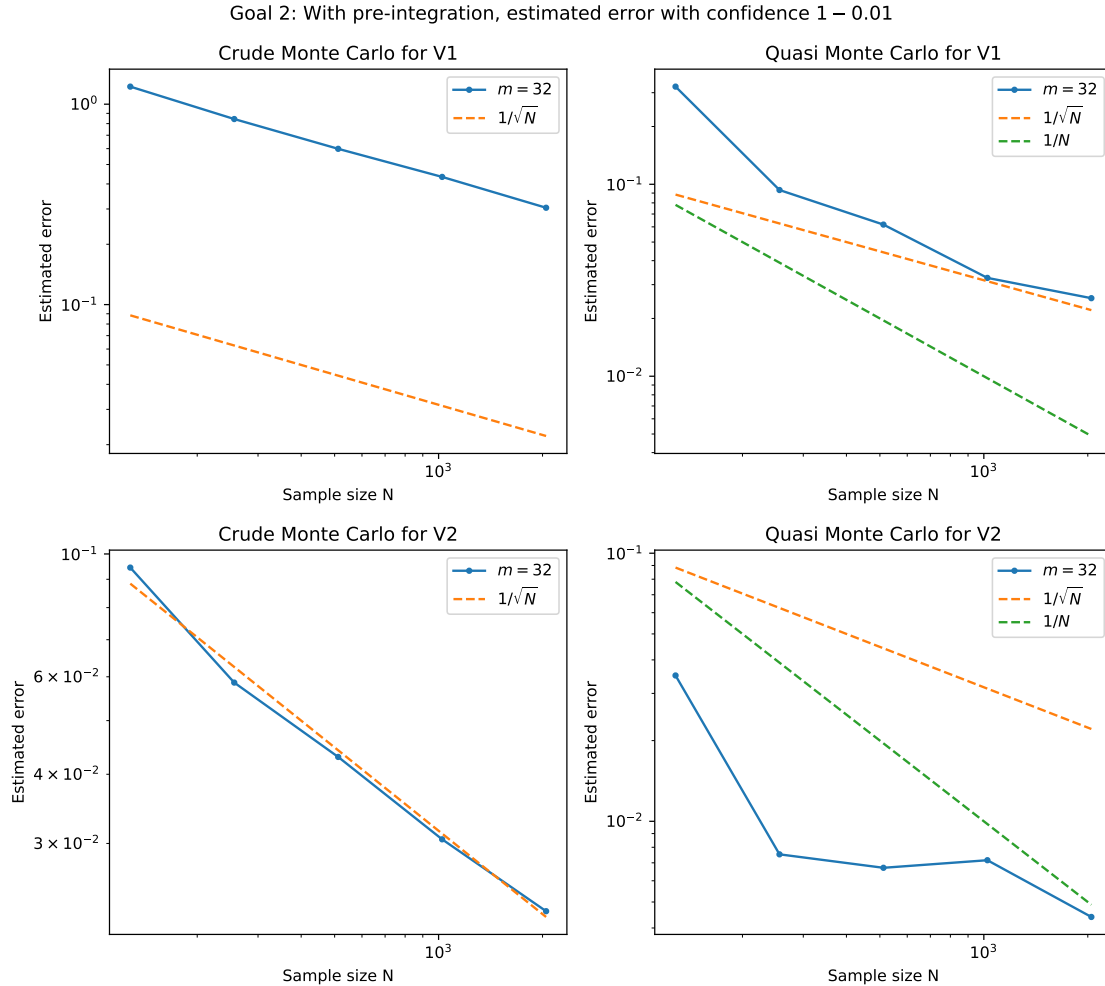 Goal 2: With pre-integration, estimated error with confidence 1 − 0.01
Crude Monte Carlo for V1
10^0
10^{-1}
Estimated error
m = 32
1/√N
10^3
Sample size N
Quasi Monte Carlo for V1
10^{-1}
10^{-2}
Estimated error
m = 32
1/√N
1/N
10^3
Sample size N
Crude Monte Carlo for V2
10^{-1}
6 × 10^{-2}
4 × 10^{-2}
3 × 10^{-2}
Estimated error
m = 32
1/√N
10^3
Sample size N
Quasi Monte Carlo for V2
10^{-1}
10^{-2}
Estimated error
m = 32
1/√N
1/N
10^3
Sample size N